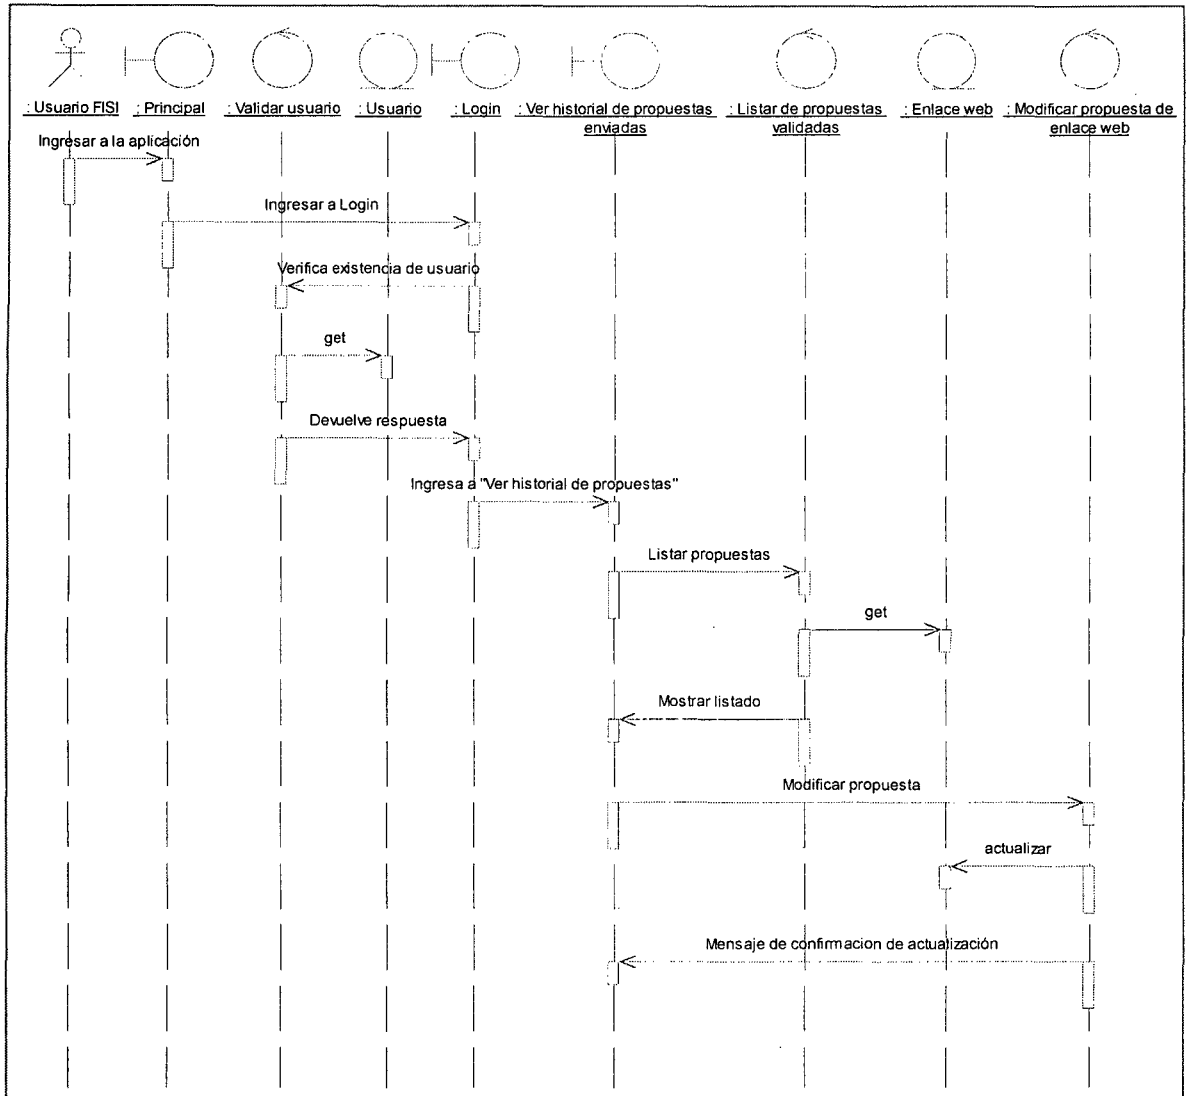 : Usuario FISI
: Principal
: Validar usuario
: Usuario
: Login
: Ver historial de propuestas
enviadas
: Listar de propuestas
validadas
: Enlace web
: Modificar propuesta de
enlace web
Ingresar a la aplicación
Ingresar a Login
Verifica existencia de usuario
get
Devuelve respuesta
Ingresa a "Ver historial de propuestas"
Listar propuestas
get
Mostrar listado
Modificar propuesta
actualizar
Mensaje de confirmacion de actualización